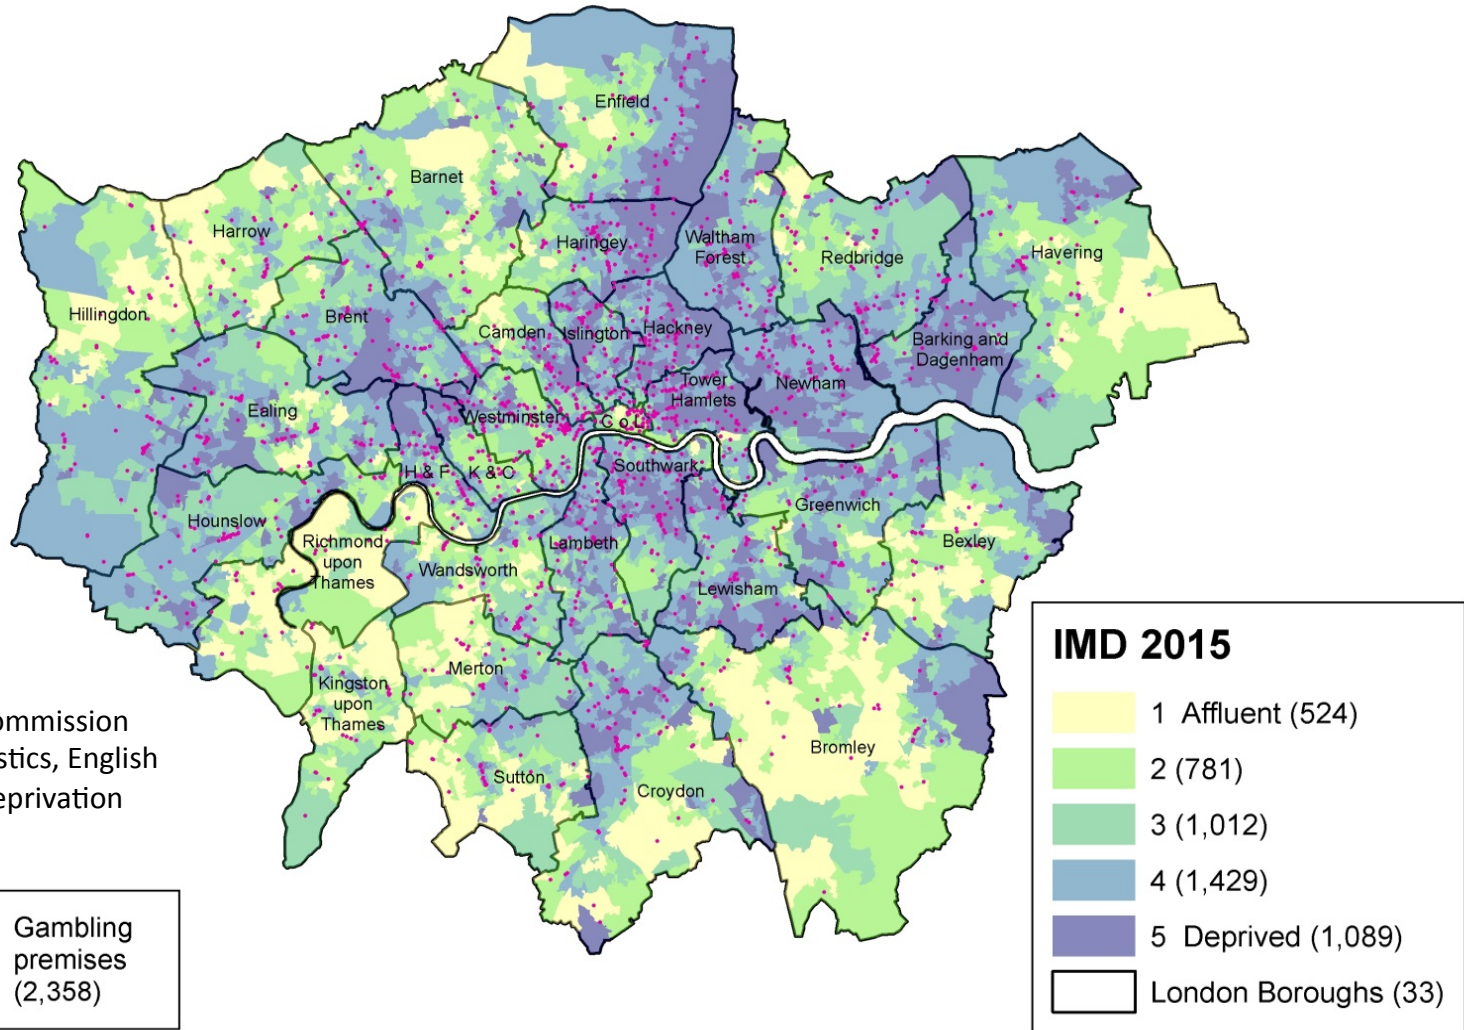 Enfield
Barnet
Harrow
Haringey
Waltham
Forest
Redbridge
Havering
Hillingdon
Brent
Camden
Islington
Hackney
Barking and
Dagenham
Tower
Hamlets
Newham
Ealing
Westminster
C o L
H & F
K & C
Southwark
Greenwich
Hounslow
Richmond
upon
Thames
Wandsworth
Lambeth
Bexley
Lewisham
Merton
Kingston
upon
Thames
Bromley
Sutton
Croydon
ommission
stics, English
eprivation
Gambling
premises
(2,358)
IMD 2015
1 Affluent (524)
2 (781)
3 (1,012)
4 (1,429)
5 Deprived (1,089)
London Boroughs (33)